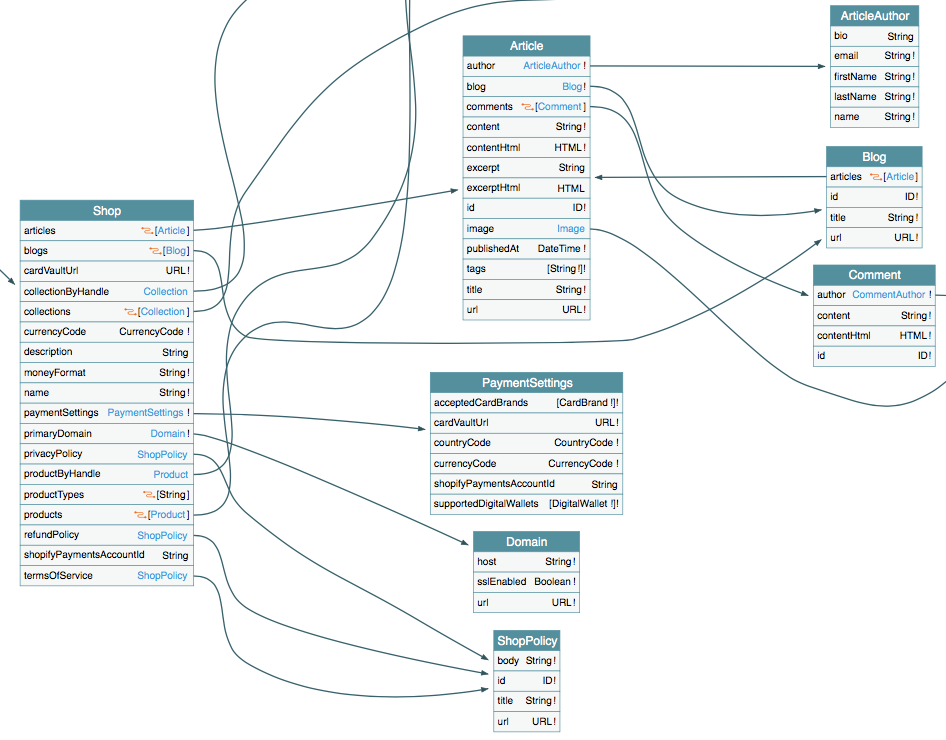 Shop
articles [Article]
blogs [Blog]
cardVaultUrl URL!
collectionByHandle Collection
collections [Collection]
currencyCode CurrencyCode !
description String
moneyFormat String!
name String!
paymentSettings PaymentSettings !
primaryDomain Domain!
privacyPolicy ShopPolicy
productByHandle Product
productTypes [String]
products [Product]
refundPolicy ShopPolicy
shopifyPaymentsAccountId String
termsOfService ShopPolicy
Article
author ArticleAuthor !
blog Blog!
comments [Comment]
content String!
contentHtml HTML!
excerpt String
excerptHtml HTML
id ID!
image Image
publishedAt DateTime !
tags [String!]!
title String!
url URL!
PaymentSettings
acceptedCardBrands [CardBrand !]!
cardVaultUrl URL!
countryCode CountryCode !
currencyCode CurrencyCode !
shopifyPaymentsAccountId String
supportedDigitalWallets [DigitalWallet !]!
Domain
host String!
sslEnabled Boolean !
url URL!
ShopPolicy
body String!
id ID!
title String!
url URL!
ArticleAuthor
bio String
email String!
firstName String!
lastName String!
name String!
Blog
articles [Article]
id ID!
title String!
url URL!
Comment
author CommentAuthor !
content String!
contentHtml HTML!
id ID!